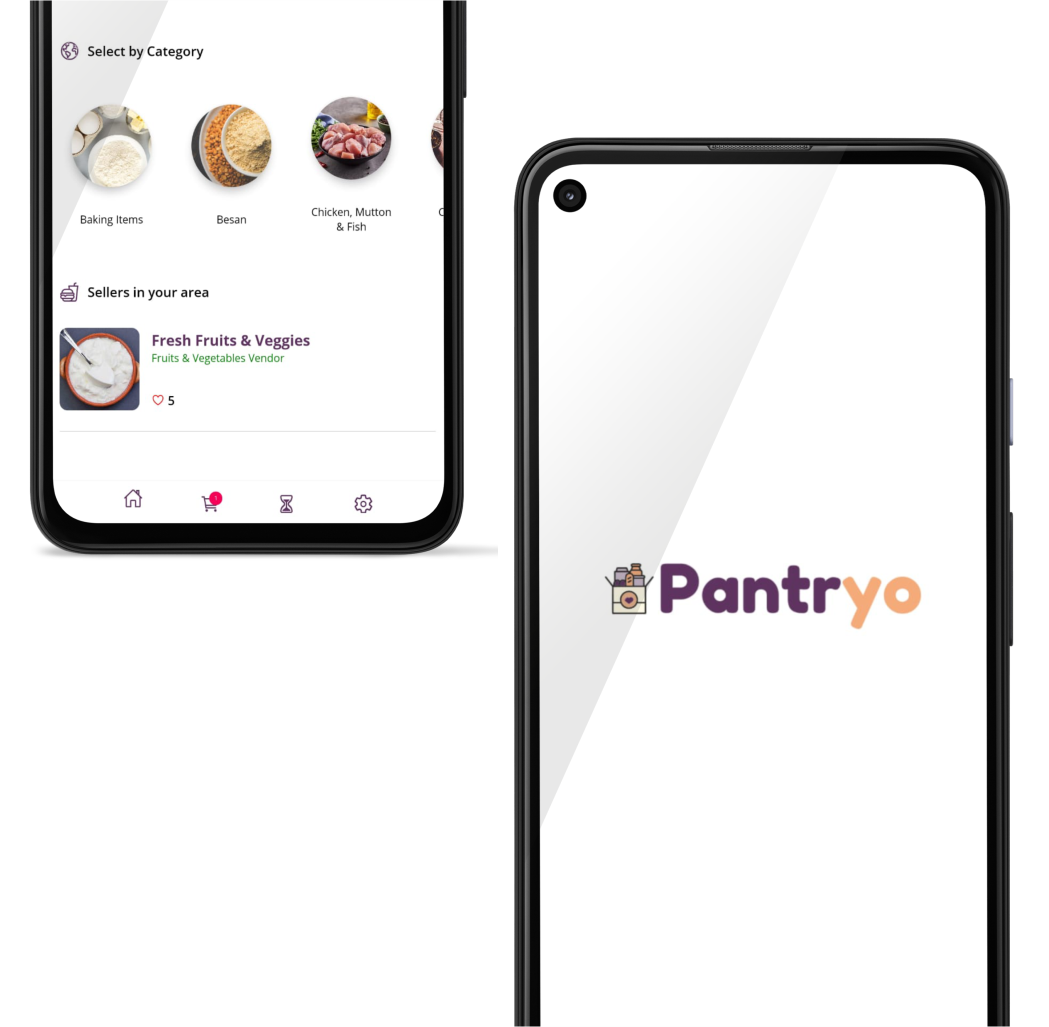 Select by Category
Baking Items
Besan
Chicken, Mutton
& Fish
Sellers in your area
Fresh Fruits & Veggies
Fruits & Vegetables Vendor
5
1
Pantryo